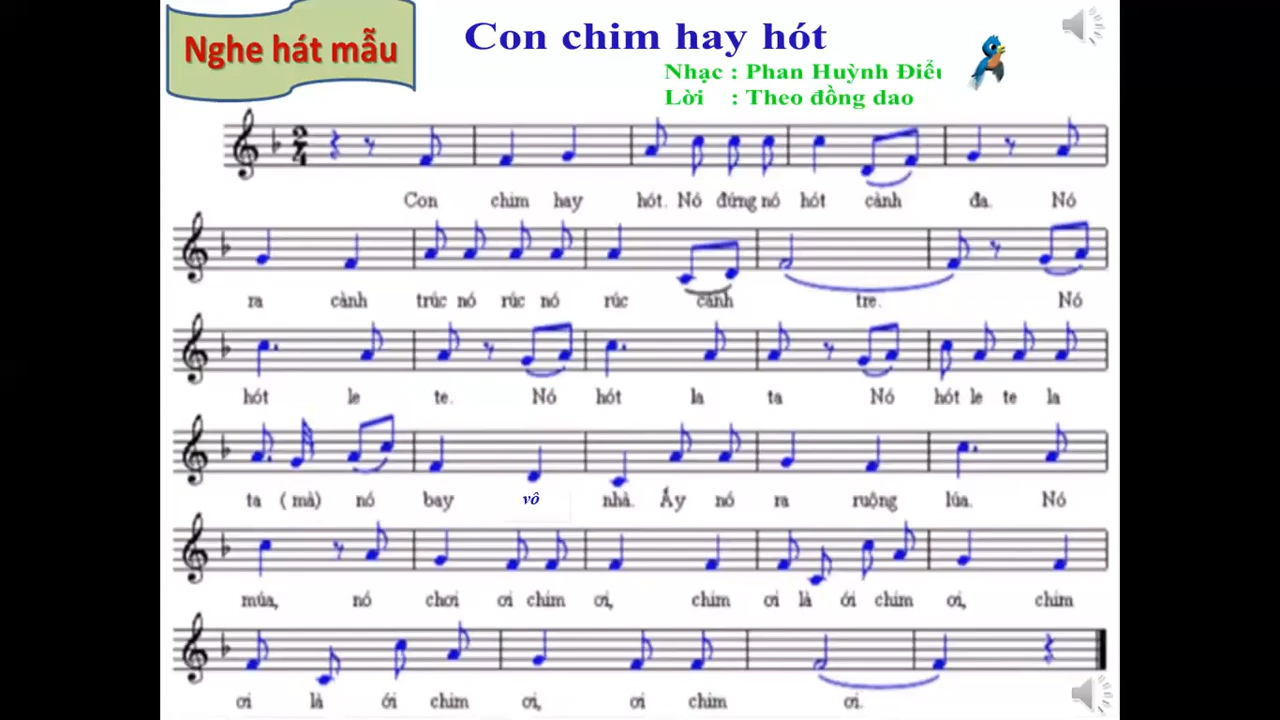 Nghe hát mẫu
Con chim hay hót
Nhạc : Phan Huỳnh Điểu
Lời : Theo đồng dao
Con chim hay hót. Nó đứng nó hót cành đa. Nó
ra cành trúc nó rúc nó rúc cành tre. Nó
hót le te. Nó hót la ta Nó hót le te la
ta ( mà) nó bay vô nhà. Ấy nó ra ruộng lúa. Nó
múa, nó chơi ơi chim ơi, chim ơi là ới chim ơi, chim
ơi là ới chim ơi, ơi chim ơi.